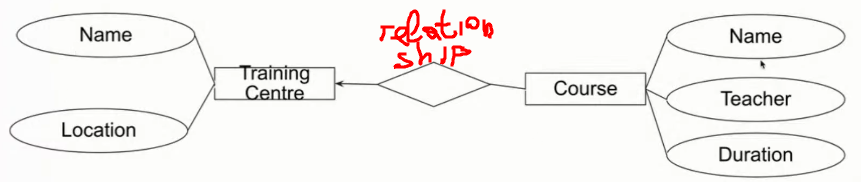 relation
ship
Name
Location
Training
Centre
Course
Name
Teacher
Duration